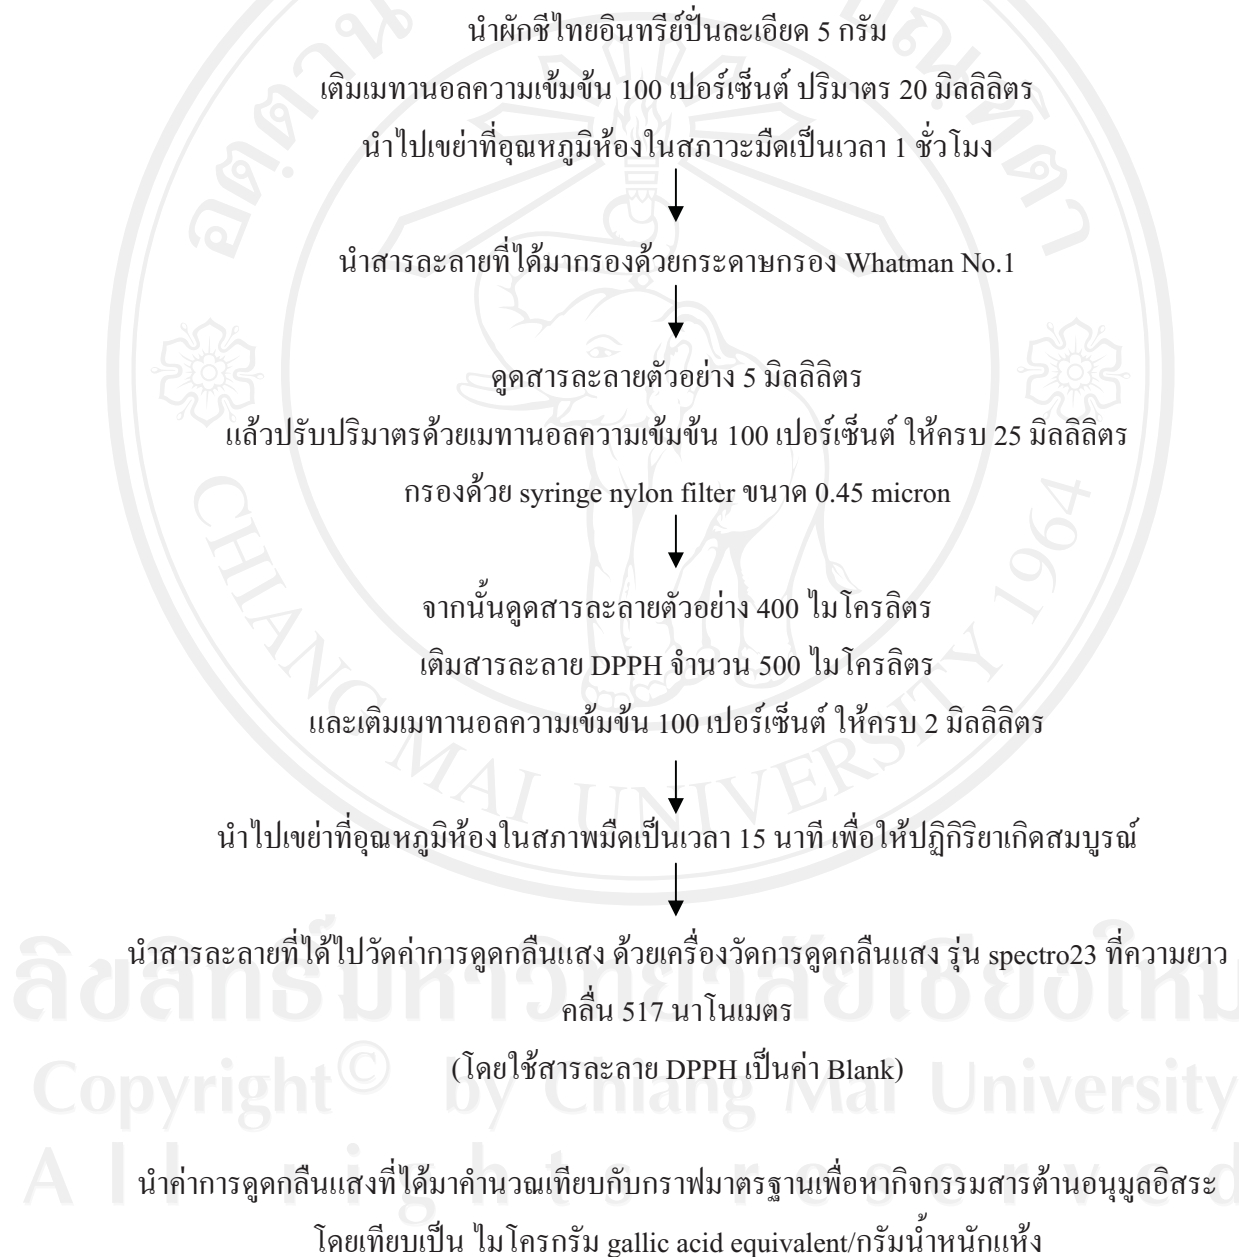 นำผักชีไทยอินทรีย์ปั่นละเอียด 5 กรัม
เติมเมทานอลความเข้มข้น 100 เปอร์เซ็นต์ ปริมาตร 20 มิลลิลิตร
นำไปเขย่าที่อุณหภูมิห้องในสภาวะมืดเป็นเวลา 1 ชั่วโมง
นำสารละลายที่ได้มากรองด้วยกระดาษกรอง Whatman No.1
ดูดสารละลายตัวอย่าง 5 มิลลิลิตร
แล้วปรับปริมาตรด้วยเมทานอลความเข้มข้น 100 เปอร์เซ็นต์ ให้ครบ 25 มิลลิลิตร
กรองด้วย syringe nylon filter ขนาด 0.45 micron
จากนั้นดูดสารละลายตัวอย่าง 400 ไมโครลิตร
เติมสารละลาย DPPH จำนวน 500 ไมโครลิตร
และเติมเมทานอลความเข้มข้น 100 เปอร์เซ็นต์ ให้ครบ 2 มิลลิลิตร
CHIANG MAI UNIVERSITY 1964
นำไปเขย่าที่อุณหภูมิห้องในสภาพมืดเป็นเวลา 15 นาที เพื่อให้ปฏิกิริยาเกิดสมบูรณ์
นำสารละลายที่ได้ไปวัดค่าการดูดกลืนแสง ด้วยเครื่องวัดการดูดกลืนแสง รุ่น spectro23 ที่ความยาว
คลื่น 517 นาโนเมตร
(โดยใช้สารละลาย DPPH เป็นค่า Blank)
Copyright© by Chiang Mai University
All rights reserved
นำค่าการดูดกลืนแสงที่ได้มาคำนวณเทียบกับกราฟมาตรฐานเพื่อหากิจกรรมสารต้านอนุมูลอิสระ
โดยเทียบเป็น ไมโครกรัม gallic acid equivalent/กรัมน้ำหนักแห้ง